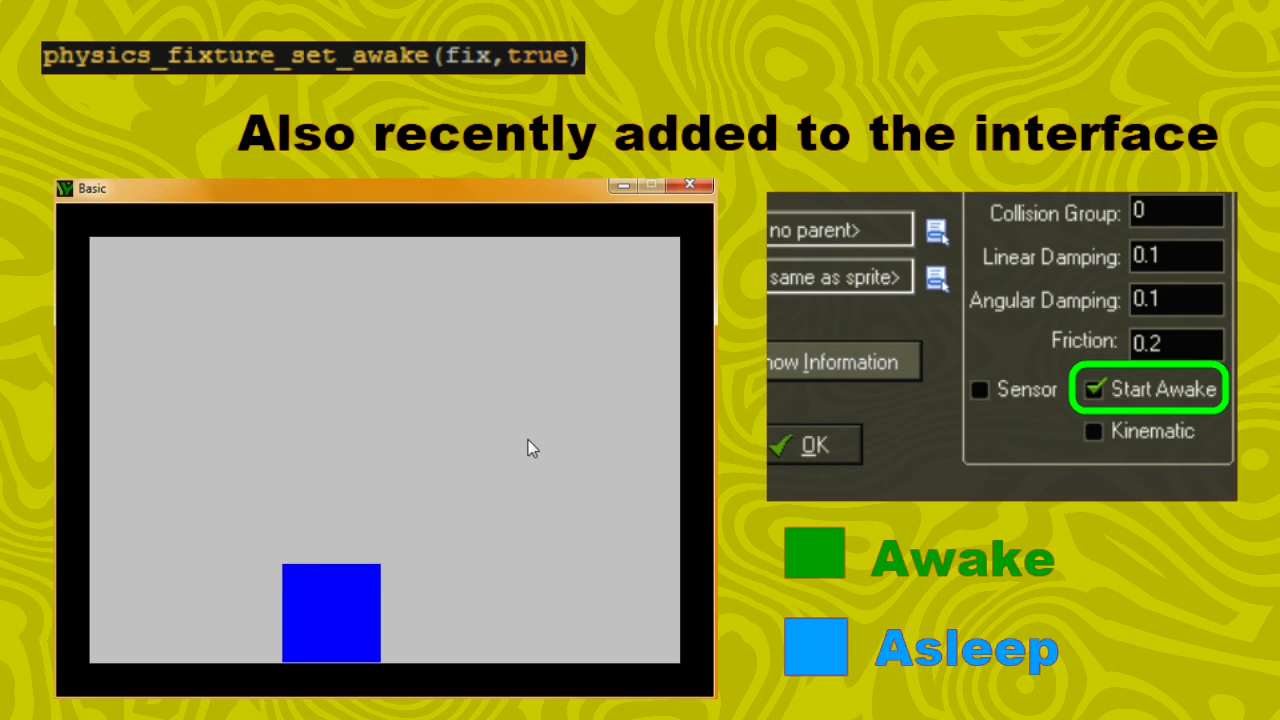 physics_fixture_set_awake(fix,true)
Also recently added to the interface
Basic
no parent>
same as sprite>
how Information
OK
Collision Group: 0
Linear Damping: 0.1
Angular Damping: 0.1
Friction: 0.2
Sensor
Start Awake
Kinematic
Awake
Asleep